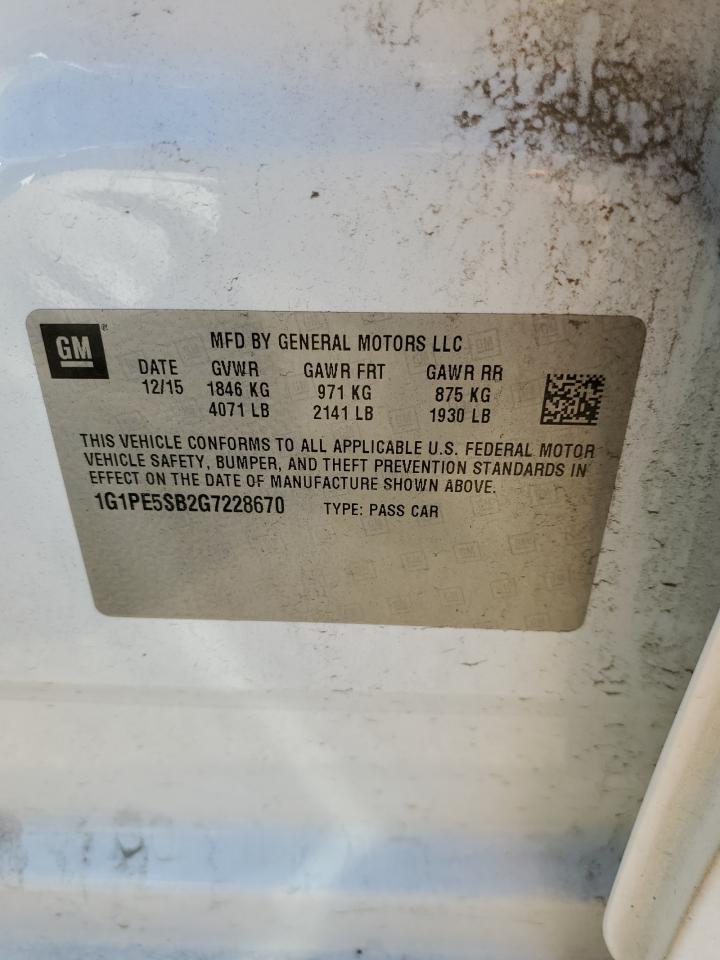 GM
MFD BY GENERAL MOTORS LLC
DATE GVWR GAWR FRT GAWR RR
12/15 1846 KG 971 KG 875 KG
4071 LB 2141 LB 1930 LB
THIS VEHICLE CONFORMS TO ALL APPLICABLE U.S. FEDERAL MOTOR
VEHICLE SAFETY, BUMPER, AND THEFT PREVENTION STANDARDS IN
EFFECT ON THE DATE OF MANUFACTURE SHOWN ABOVE.
1G1PE5SB2G7228670 TYPE: PASS CAR